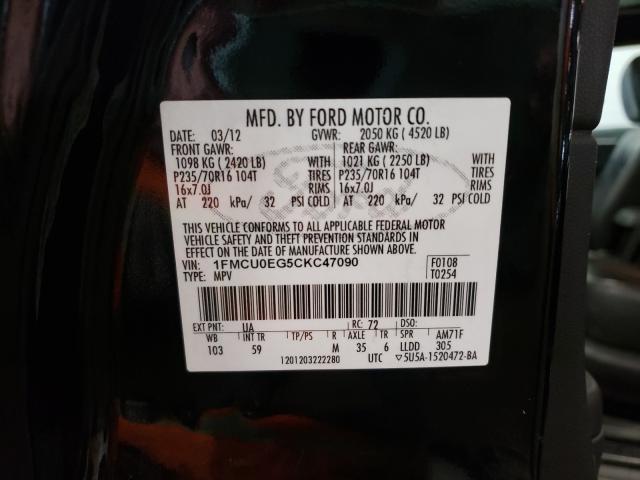 MFD. BY FORD MOTOR CO.
DATE: 03/12 GVWR: 2050 KG ( 4520 LB)
FRONT GAWR: REAR GAWR:
1098 KG ( 2420 LB) WITH 1021 KG ( 2250 LB) WITH
P235/70R16 104T TIRES P235/70R16 104T TIRES
16x7.0J RIMS 16x7.0J RIMS
AT 220 kPa/ 32 PSI COLD AT 220 kPa/ 32 PSI COLD
THIS VEHICLE CONFORMS TO ALL APPLICABLE FEDERAL MOTOR
VEHICLE SAFETY AND THEFT PREVENTION STANDARDS IN
EFFECT ON THE DATE OF MANUFACTURE SHOWN ABOVE.
VIN: 1FMCU0EG5CKC47090 F0108
TYPE: MPV T0254
EXT PNT: UA RC: 72 DSO:
WB INT TR TP/PS R AXLE TR SPR AM71F
103 59 M 35 6 LLDD 305
1201203222280 UTC ▽5U5A-1520472-BA